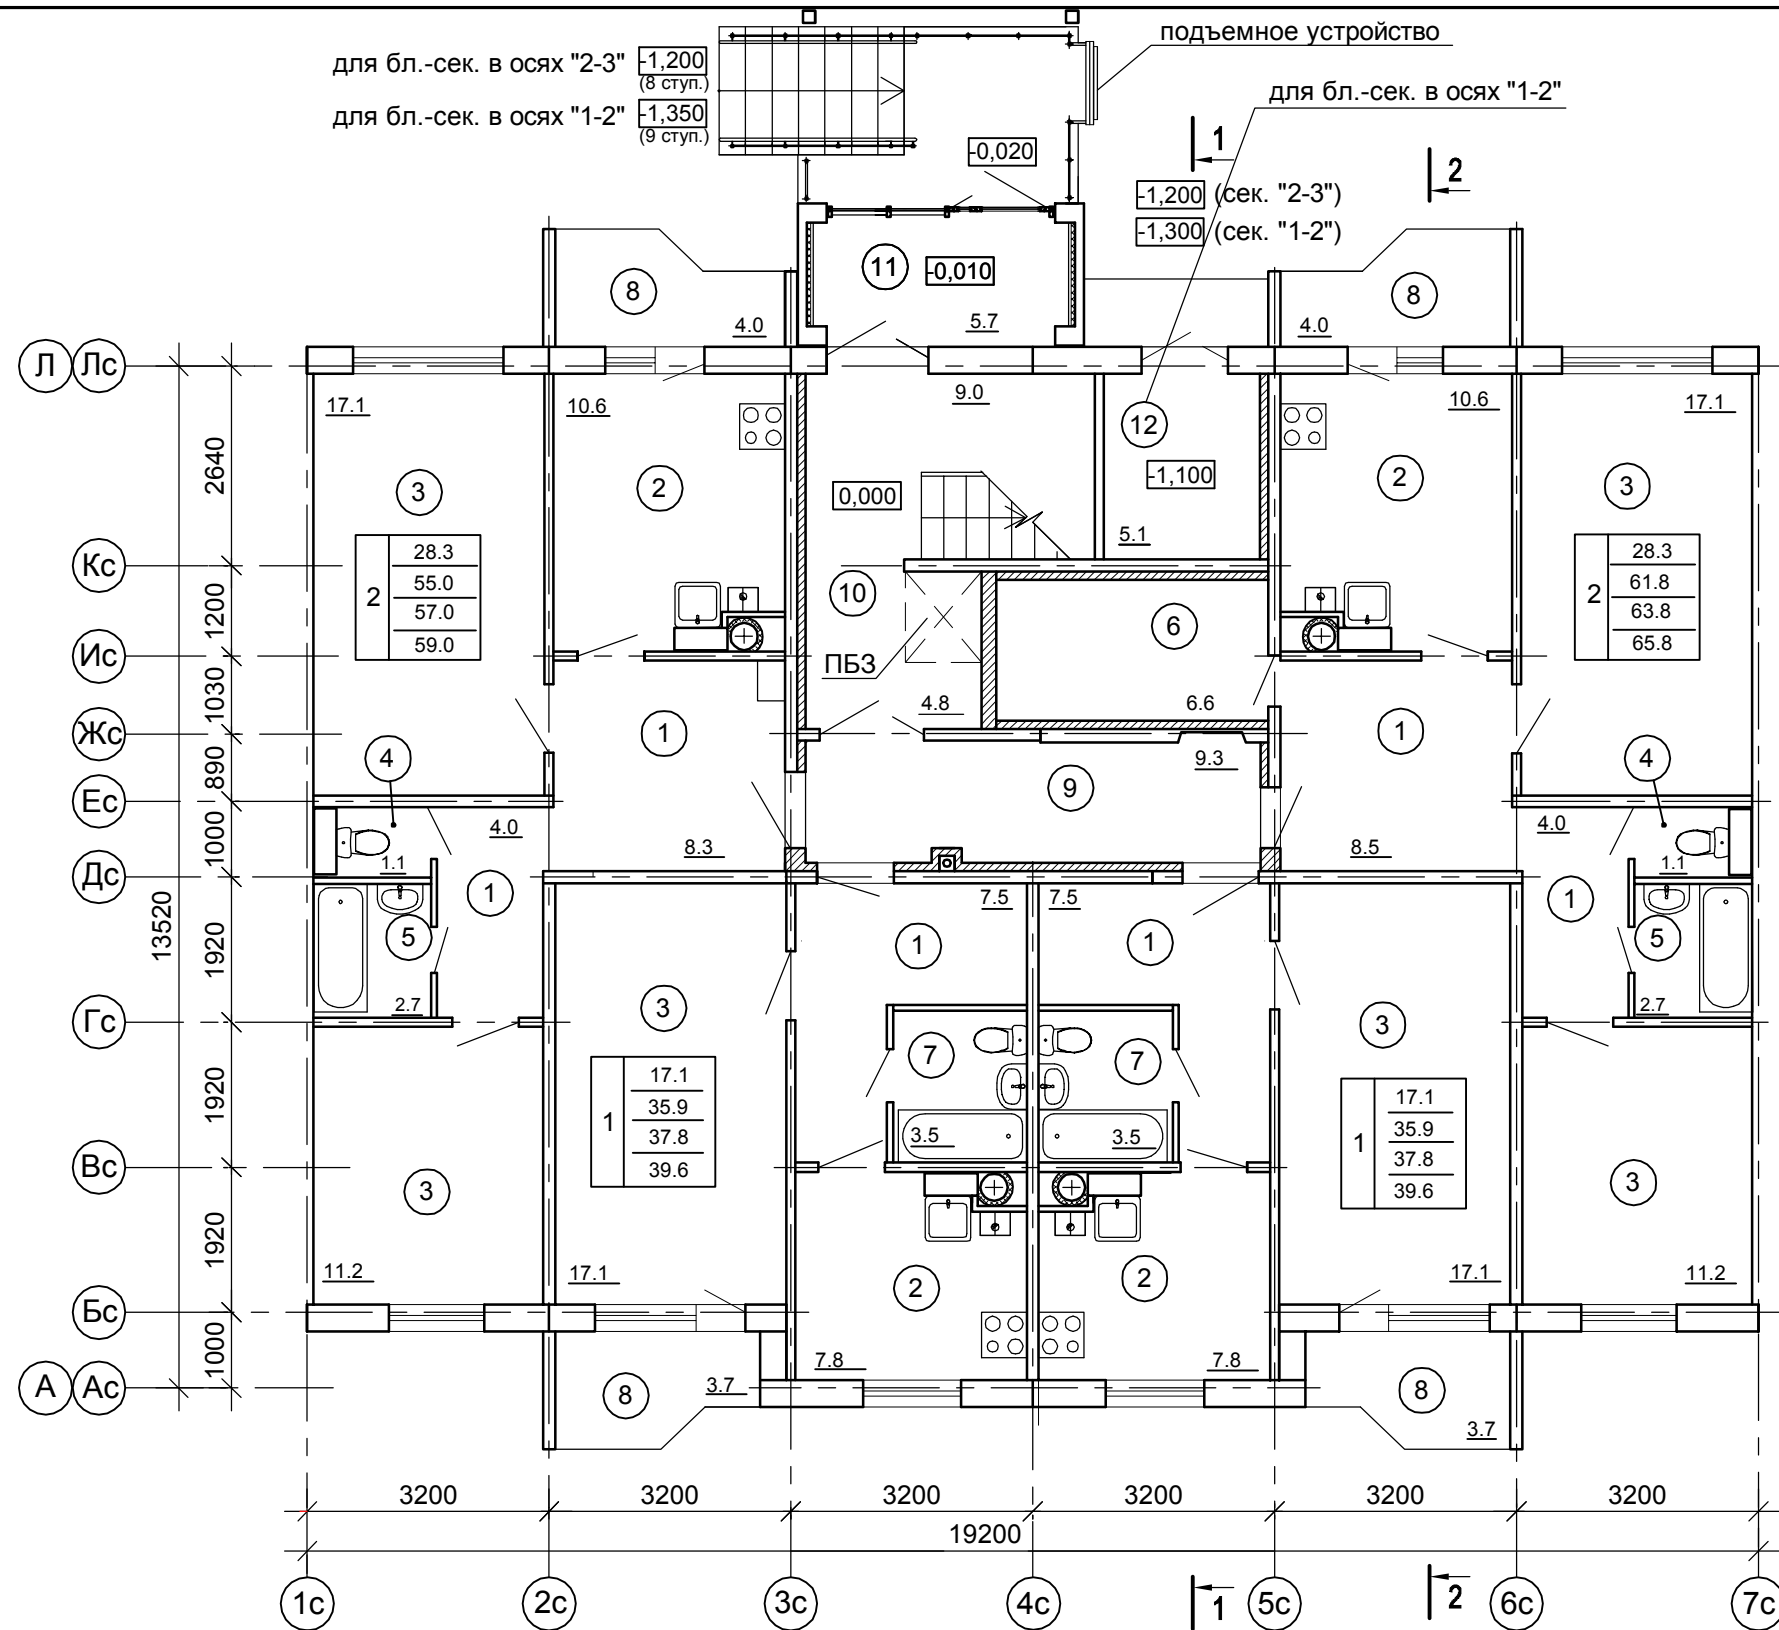 подъемное устройство
для бл.-сек. в осях "2-3" -1,200
(8 ступ.)
для бл.-сек. в осях "1-2"
для бл.-сек. в осях "1-2" -1,350
(9 ступ.)
1
-0,020
2
-1,200 (сек. "2-3")
-1,300 (сек. "1-2")
11 -0,010
8 8
4.0 5.7 4.0
Л Лс
17.1 10.6 9.0 10.6 17.1
12
2640
3 2 0,000 -1,100 2 3
5.1
Кс
2 28.3 55.0 57.0 59.0
2 28.3 61.8 63.8 65.8
10
1200
6
Ис
ПБЗ
1030
4.8 6.6
Жс
1 1
4 9.3 4
890
9
Ес
4.0 4.0
1000
8.3 8.5
1.1 1.1
Дс
1 7.5 7.5 1
13520
1920
5 1 1 5
2.7 2.7
Гс
3 3
7 7
1 17.1 35.9 37.8 39.6
1 17.1 35.9 37.8 39.6
1920
3.5 3.5
Вс
3 3
1920
11.2 17.1 2 2 17.1 11.2
Бс
1000
7.8 7.8
А Ас
8 3.7 8
3.7
3200 3200 3200 3200 3200 3200
19200
1с 2с 3с 4с 1 5с 2 6с 7с